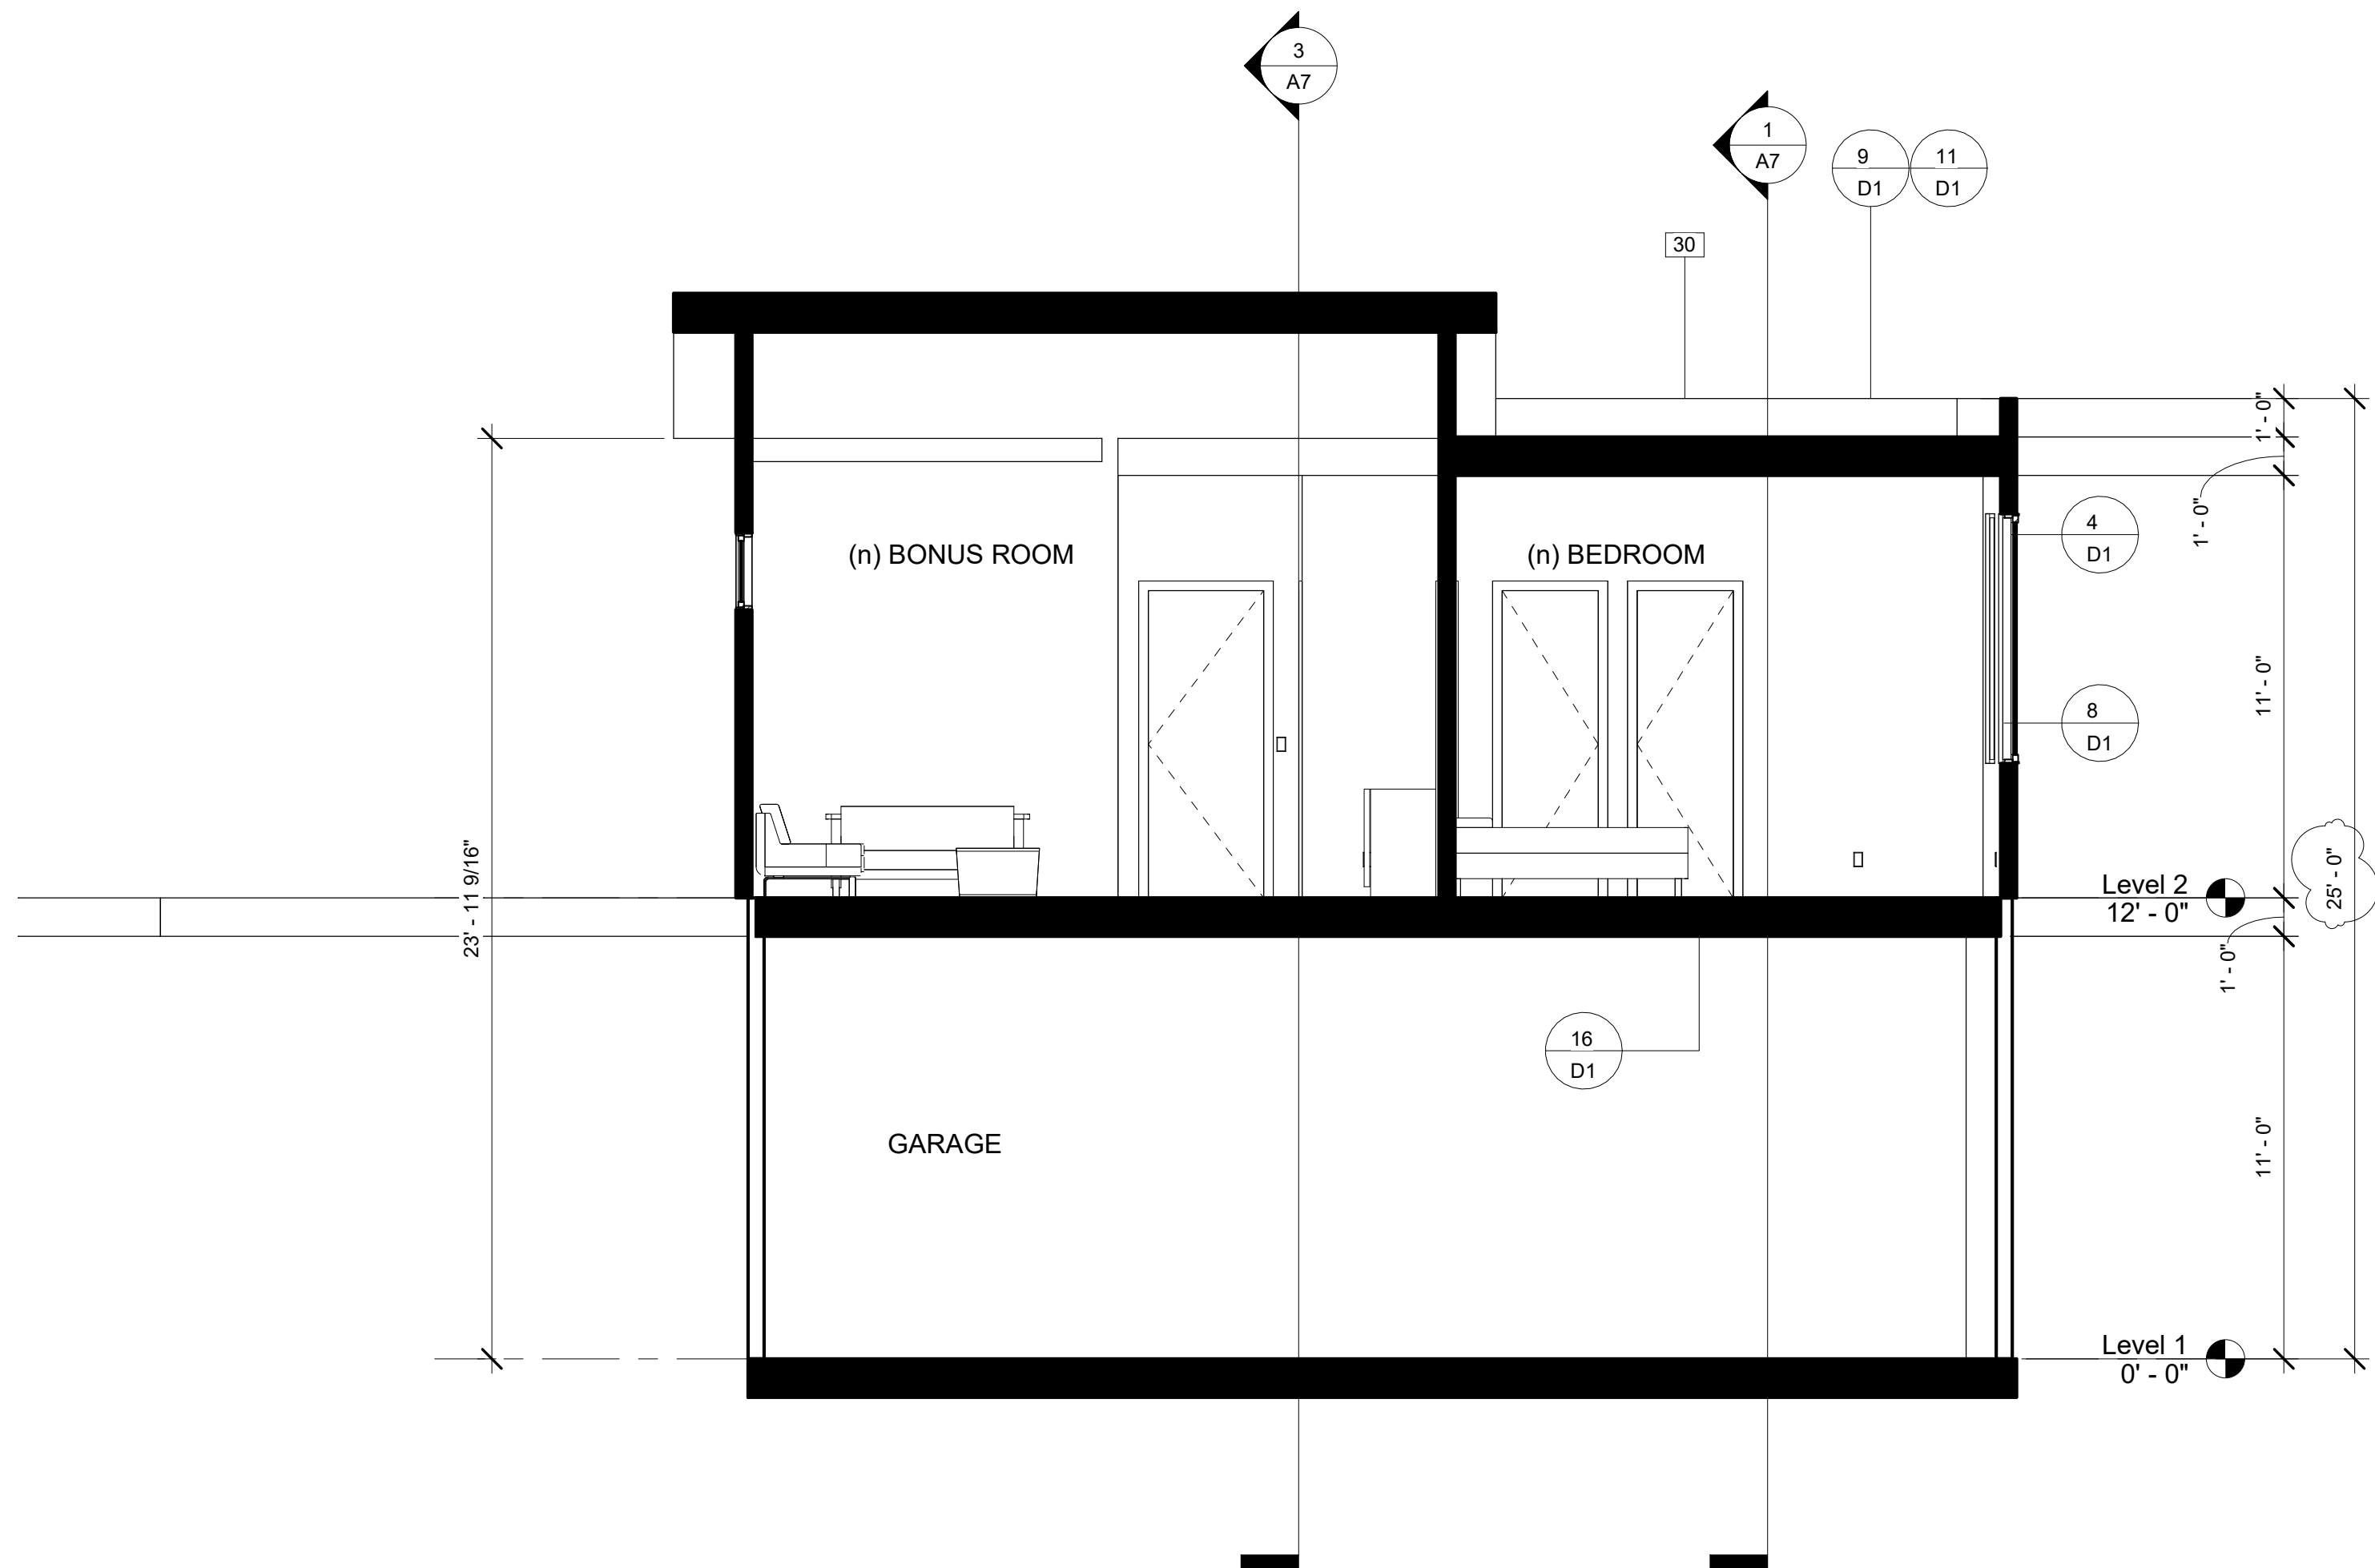 3
A7
1
A7
9
D1
11
D1
30
1' - 0"
1' - 0"
4
D1
(n) BONUS ROOM
(n) BEDROOM
11' - 0"
8
D1
23' - 11 9/16"
25' - 0"
Level 2
12' - 0"
1' - 0"
16
D1
GARAGE
11' - 0"
Level 1
0' - 0"